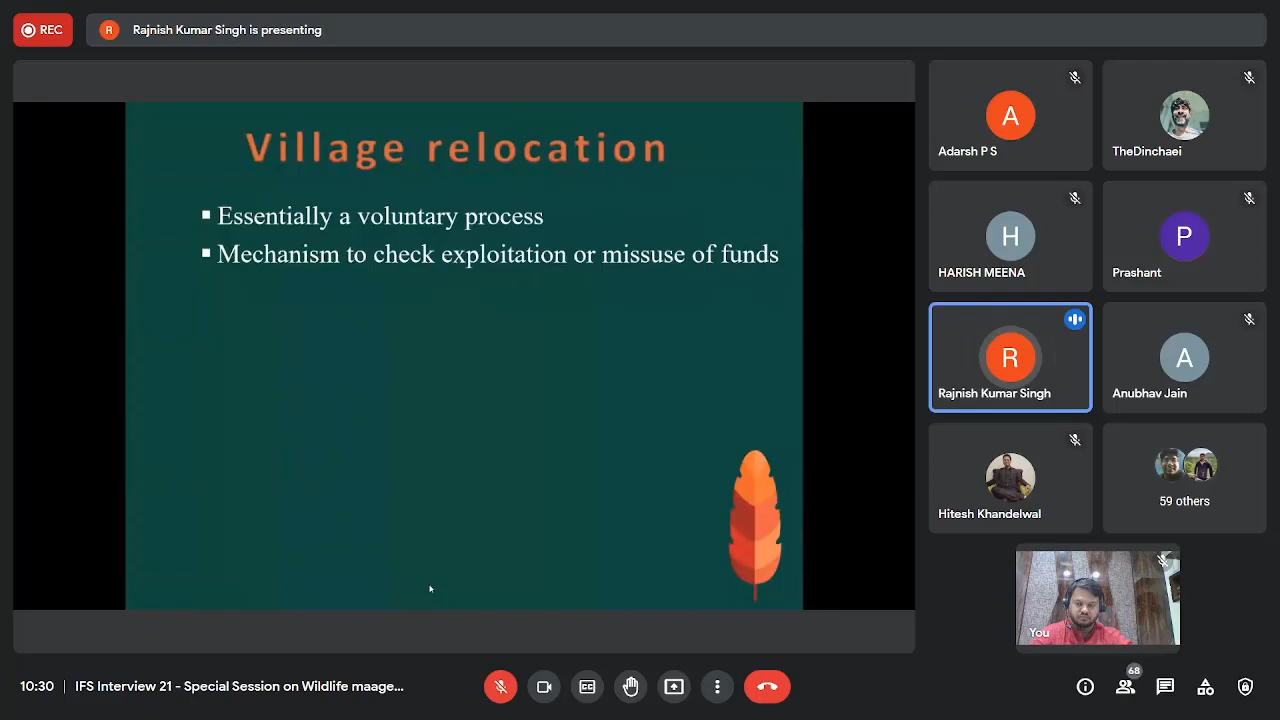 REC
R
Rajnish Kumar Singh is presenting
Village relocation
▪ Essentially a voluntary process
▪ Mechanism to check exploitation or missuse of funds
A
Adarsh P S
TheDinchaei
H
HARISH MEENA
P
Prashant
R
Rajnish Kumar Singh
A
Anubhav Jain
Hitesh Khandelwal
59 others
You
10:30 | IFS Interview 21 - Special Session on Wildlife maage...
CC
68